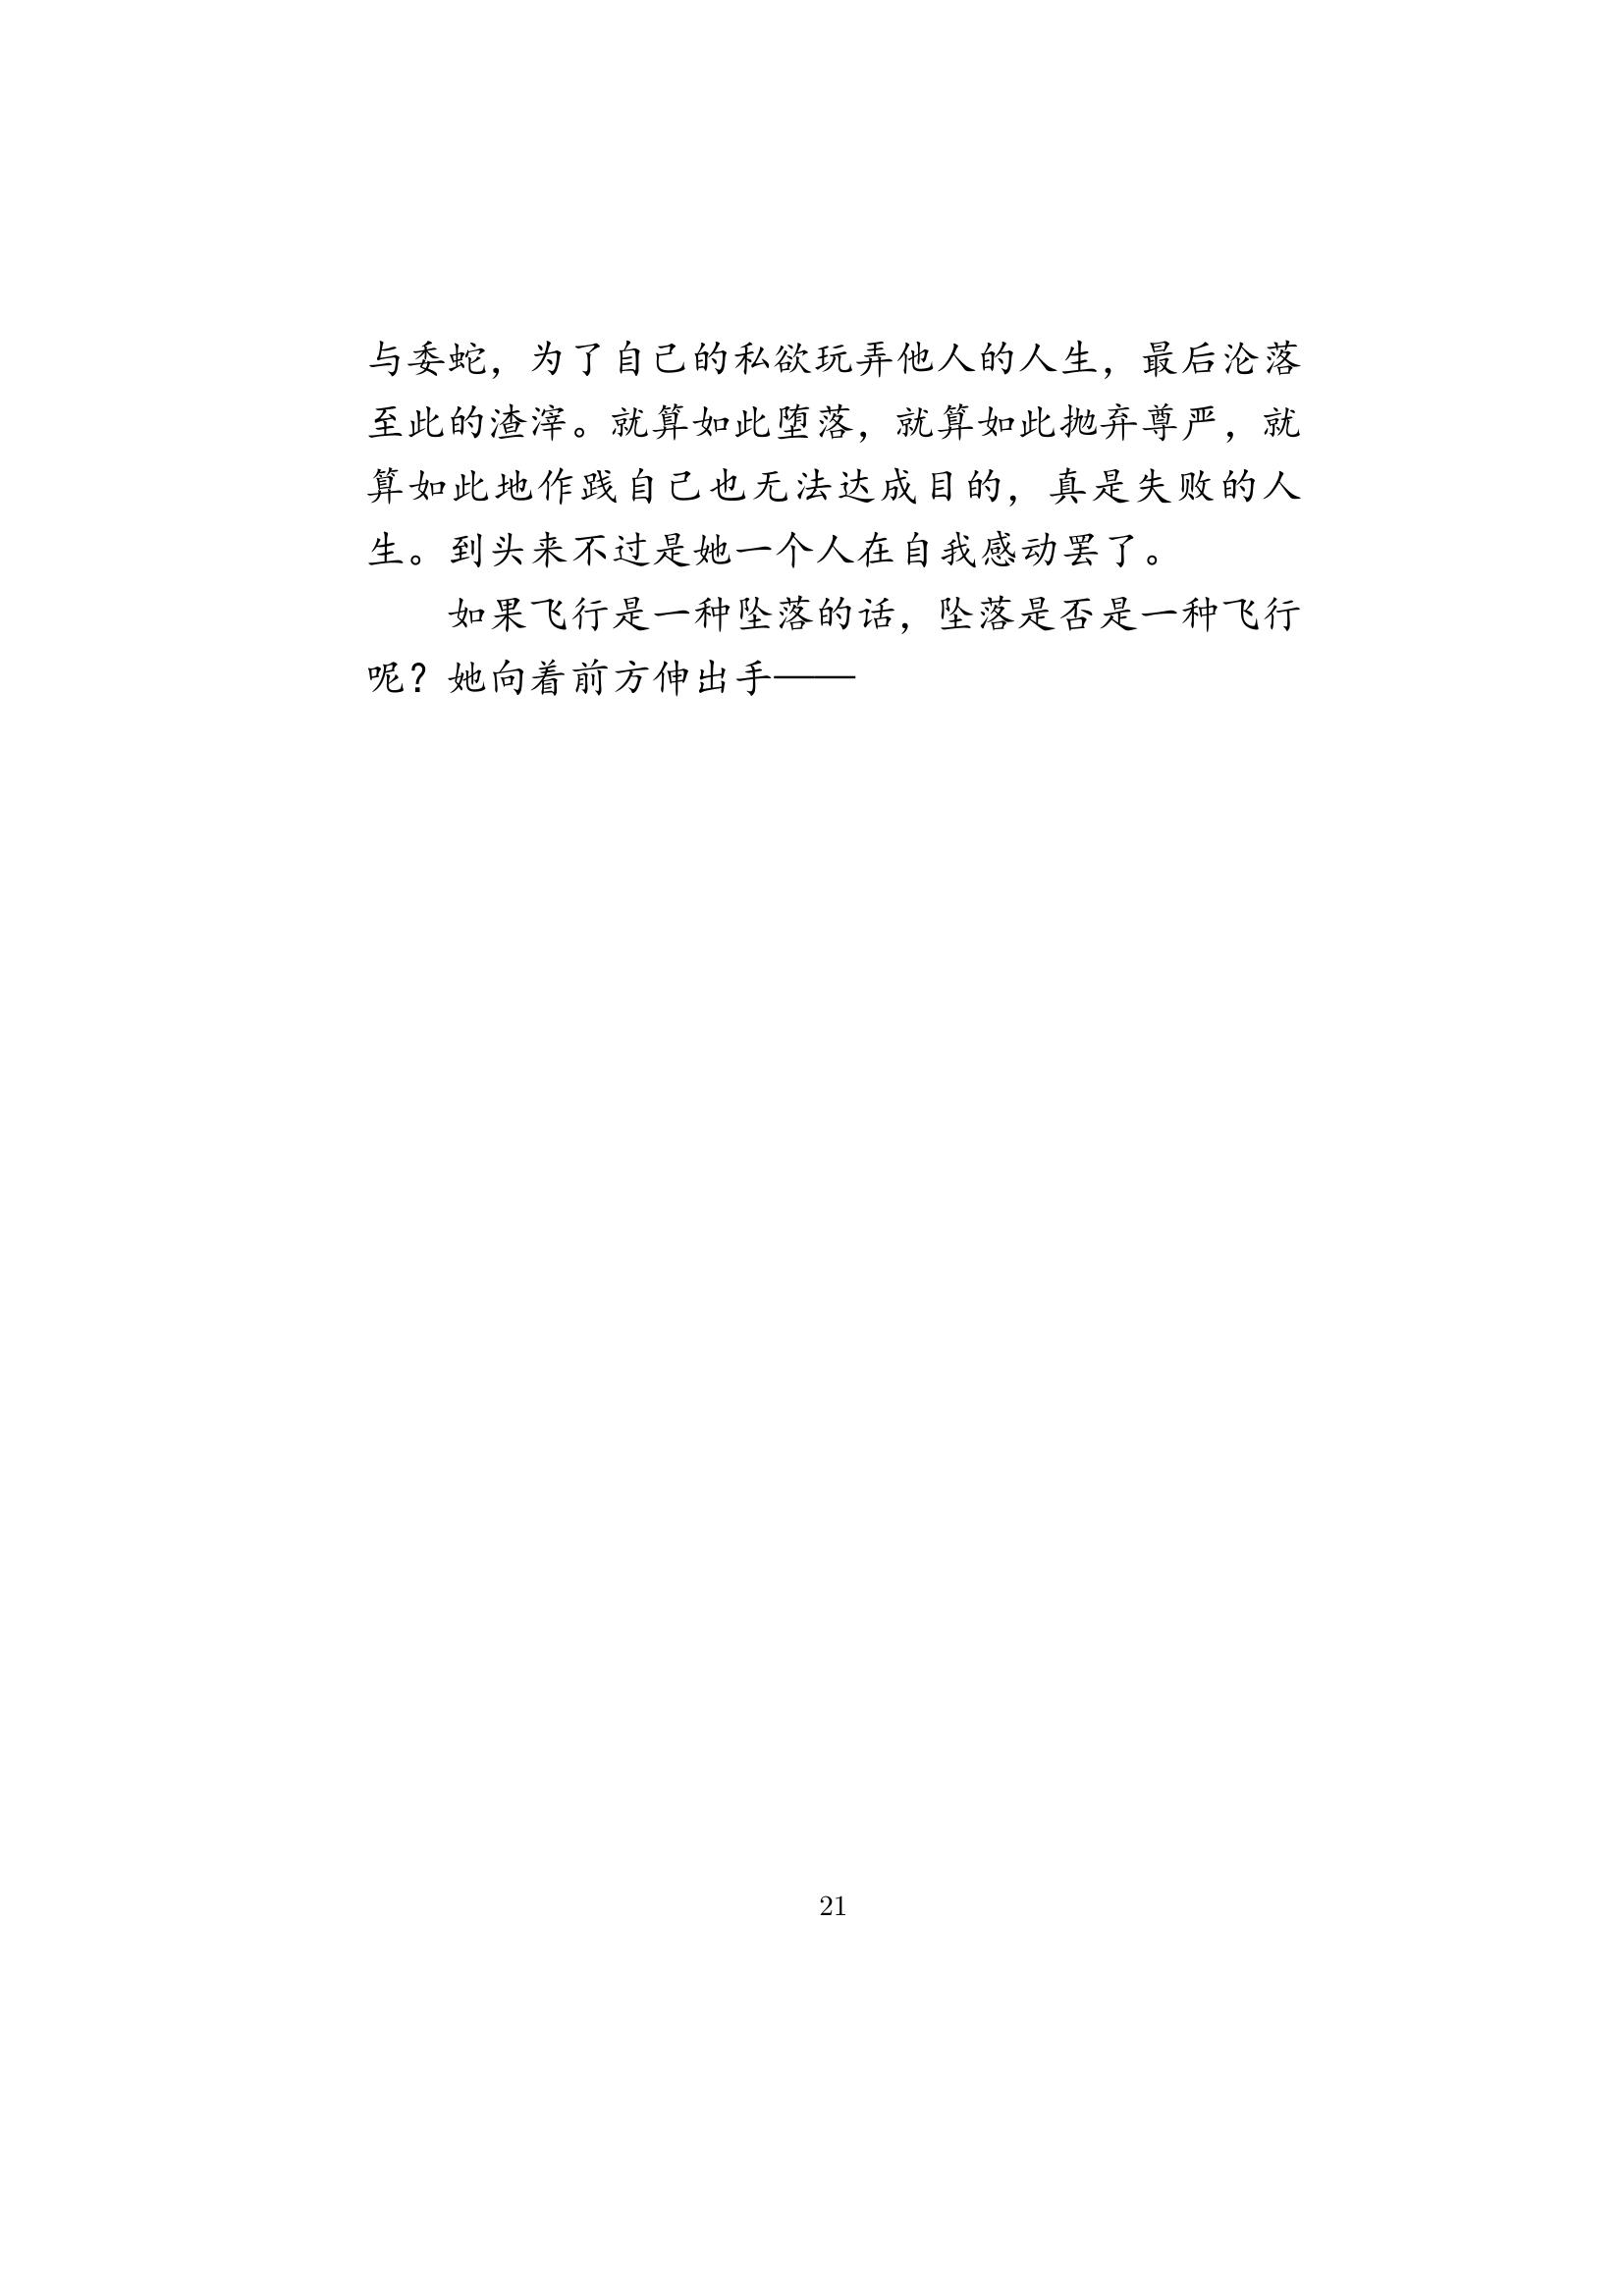 与委蛇，为了自己的私欲玩弄他人的人生，最后沦落
至此的渣滓。就算如此堕落，就算如此抛弃尊严，就
算如此地作践自己也无法达成目的，真是失败的人
生。到头来不过是她一个人在自我感动罢了。
如果飞行是一种坠落的话，坠落是否是一种飞行
呢？她向着前方伸出手——
21